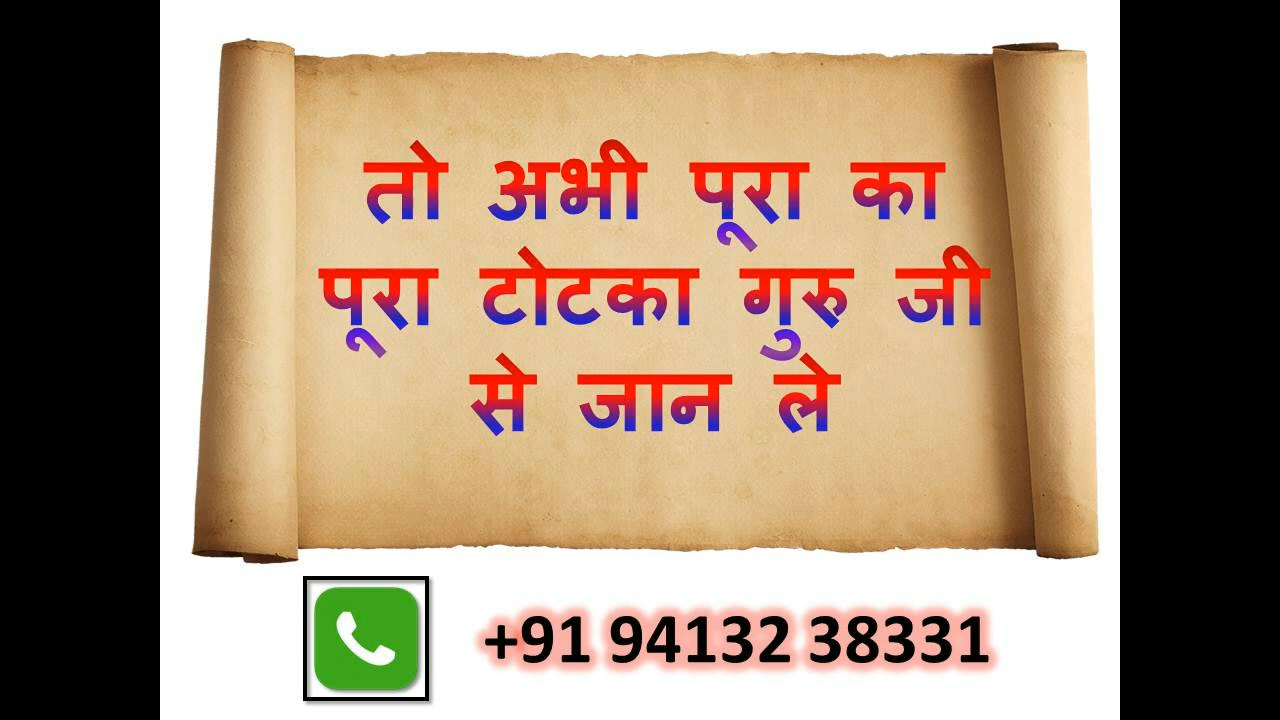 तो अभी पूरा का
पूरा टोटका गुरु जी
से जान ले
+91 94132 38331